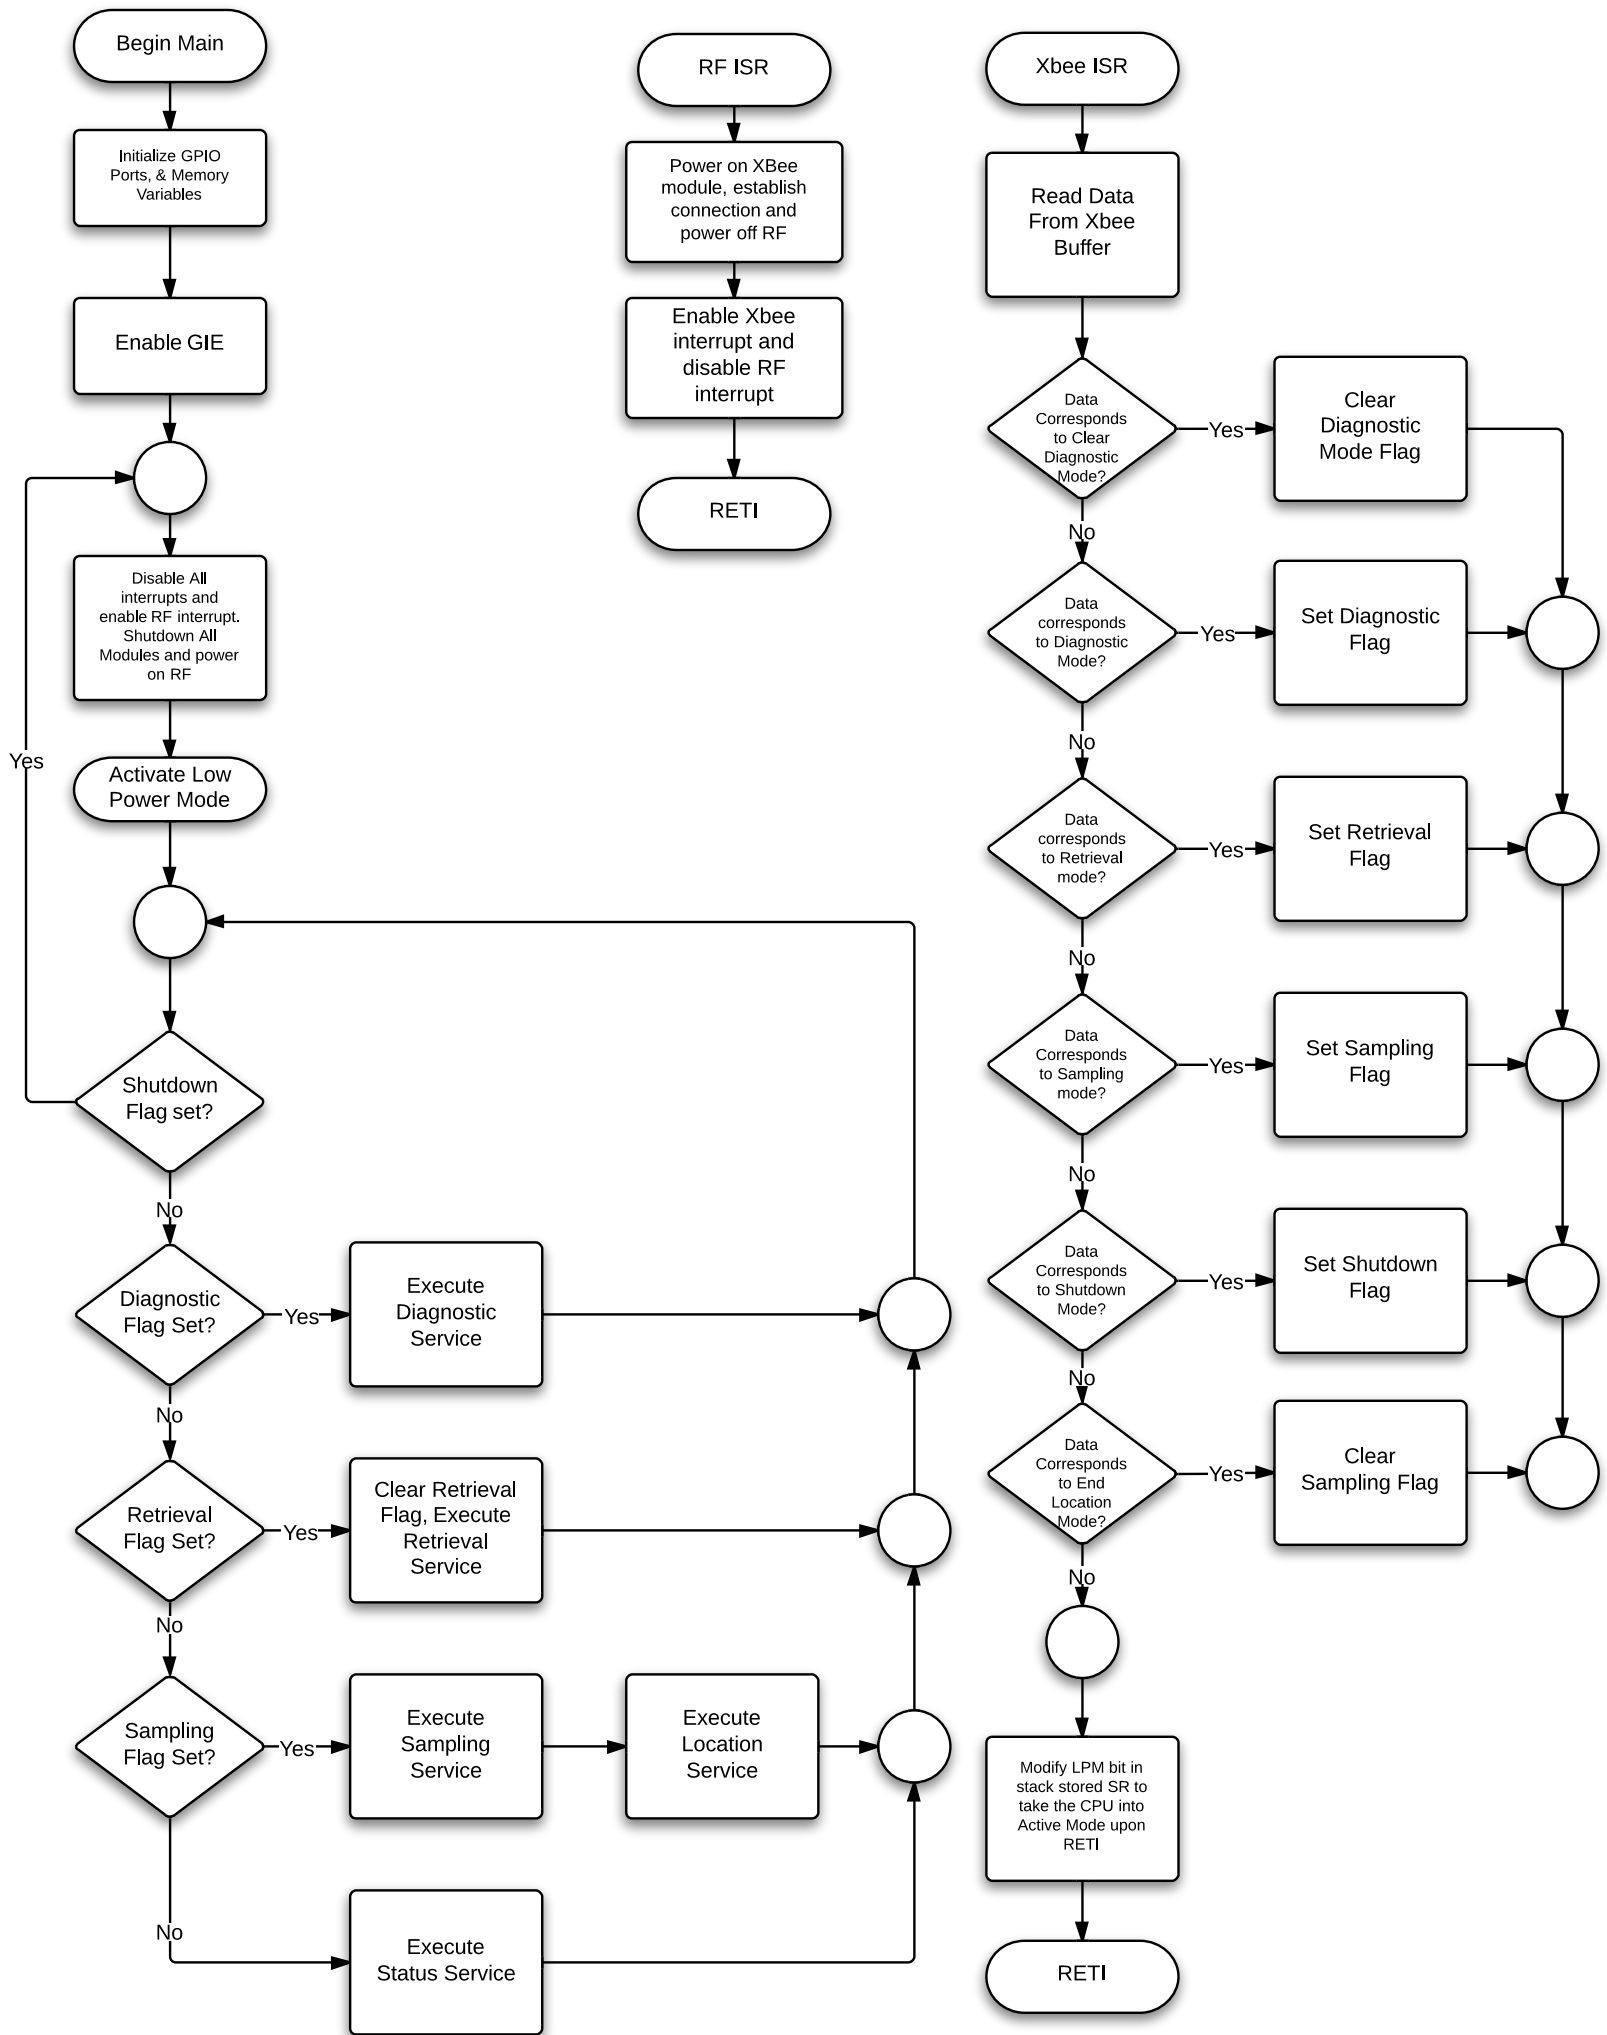 Begin Main
Initialize GPIO
Ports, & Memory
Variables
Enable GIE
Disable All
interrupts and
enable RF interrupt.
Shutdown All
Modules and power
on RF
Yes
Activate Low
Power Mode
Shutdown
Flag set?
No
Diagnostic
Flag Set?
Yes
Execute
Diagnostic
Service
No
Retrieval
Flag Set?
Yes
Clear Retrieval
Flag, Execute
Retrieval
Service
No
Sampling
Flag Set?
Yes
Execute
Sampling
Service
Execute
Location
Service
No
Execute
Status Service
RF ISR
Power on XBee
module, establish
connection and
power off RF
Enable Xbee
interrupt and
disable RF
interrupt
RETI
Xbee ISR
Read Data
From Xbee
Buffer
Data
Corresponds
to Clear
Diagnostic
Mode?
Yes
Clear
Diagnostic
Mode Flag
No
Data
corresponds
to Diagnostic
Mode?
Yes
Set Diagnostic
Flag
No
Data
corresponds
to Retrieval
mode?
Yes
Set Retrieval
Flag
No
Data
Corresponds
to Sampling
mode?
Yes
Set Sampling
Flag
No
Data
Corresponds
to Shutdown
Mode?
Yes
Set Shutdown
Flag
No
Data
Corresponds
to End
Location
Mode?
Yes
Clear
Sampling Flag
No
Modify LPM bit in
stack stored SR to
take the CPU into
Active Mode upon
RETI
RETI